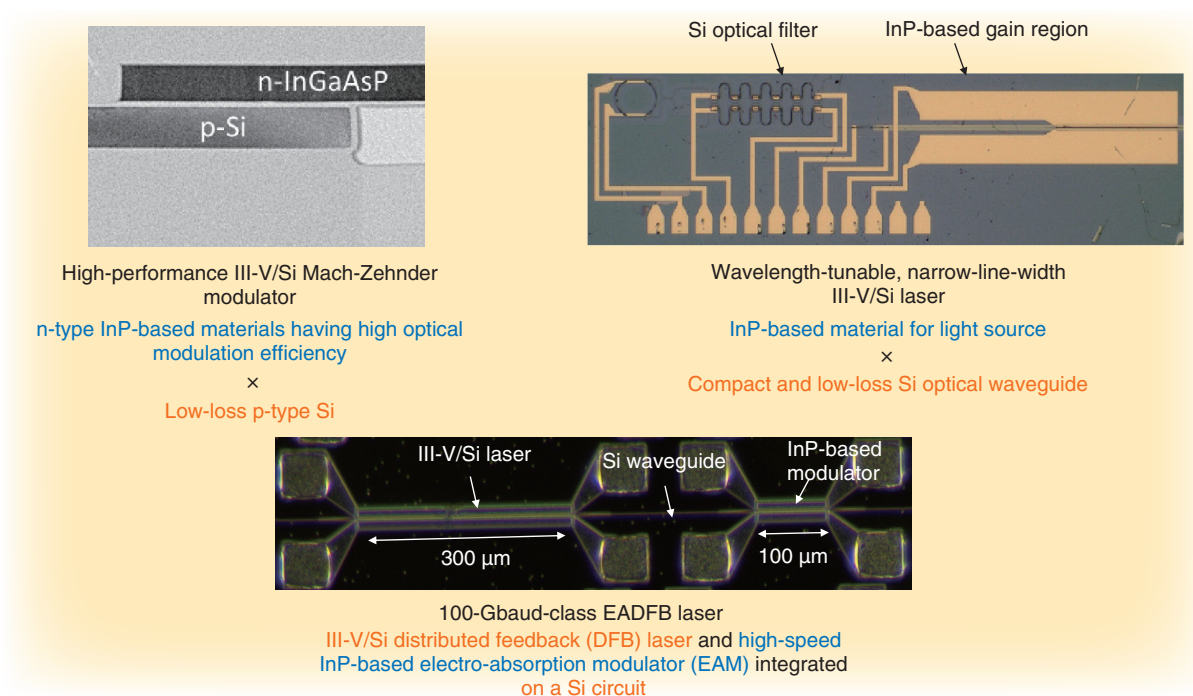 n-InGaAsP
p-Si
High-performance III-V/Si Mach-Zehnder
modulator
n-type InP-based materials having high optical
modulation efficiency
×
Low-loss p-type Si
Si optical filter
InP-based gain region
Wavelength-tunable, narrow-line-width
III-V/Si laser
InP-based material for light source
×
Compact and low-loss Si optical waveguide
III-V/Si laser
Si waveguide
InP-based
modulator
300 µm
100 µm
100-Gbaud-class EADFB laser
III-V/Si distributed feedback (DFB) laser and high-speed
InP-based electro-absorption modulator (EAM) integrated
on a Si circuit